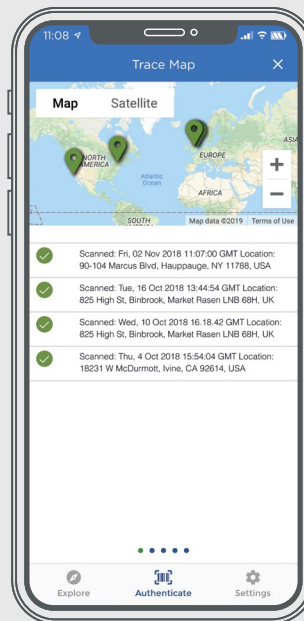 11:08
Trace Map
Map Satellite
NORTH
AMERICA
EUROPE
ASIA
Atlantic
Ocean
AFRICA
SOUTH
Map data ©2019 Terms of Use
Scanned: Fri, 02 Nov 2018 11:07:00 GMT Location:
90-104 Marcus Blvd, Hauppauge, NY 11788, USA
Scanned: Tue, 16 Oct 2018 13:44:54 GMT Location:
825 High St, Binbrook, Market Rasen LNB 68H, UK
Scanned: Wed, 10 Oct 2018 16.18.42 GMT Location:
825 High St, Binbrook, Market Rasen LNB 68H, UK
Scanned: Thu, 4 Oct 2018 15:54:04 GMT Location:
18231 W McDurmott, Ivine, CA 92614, USA
Explore Authenticate Settings